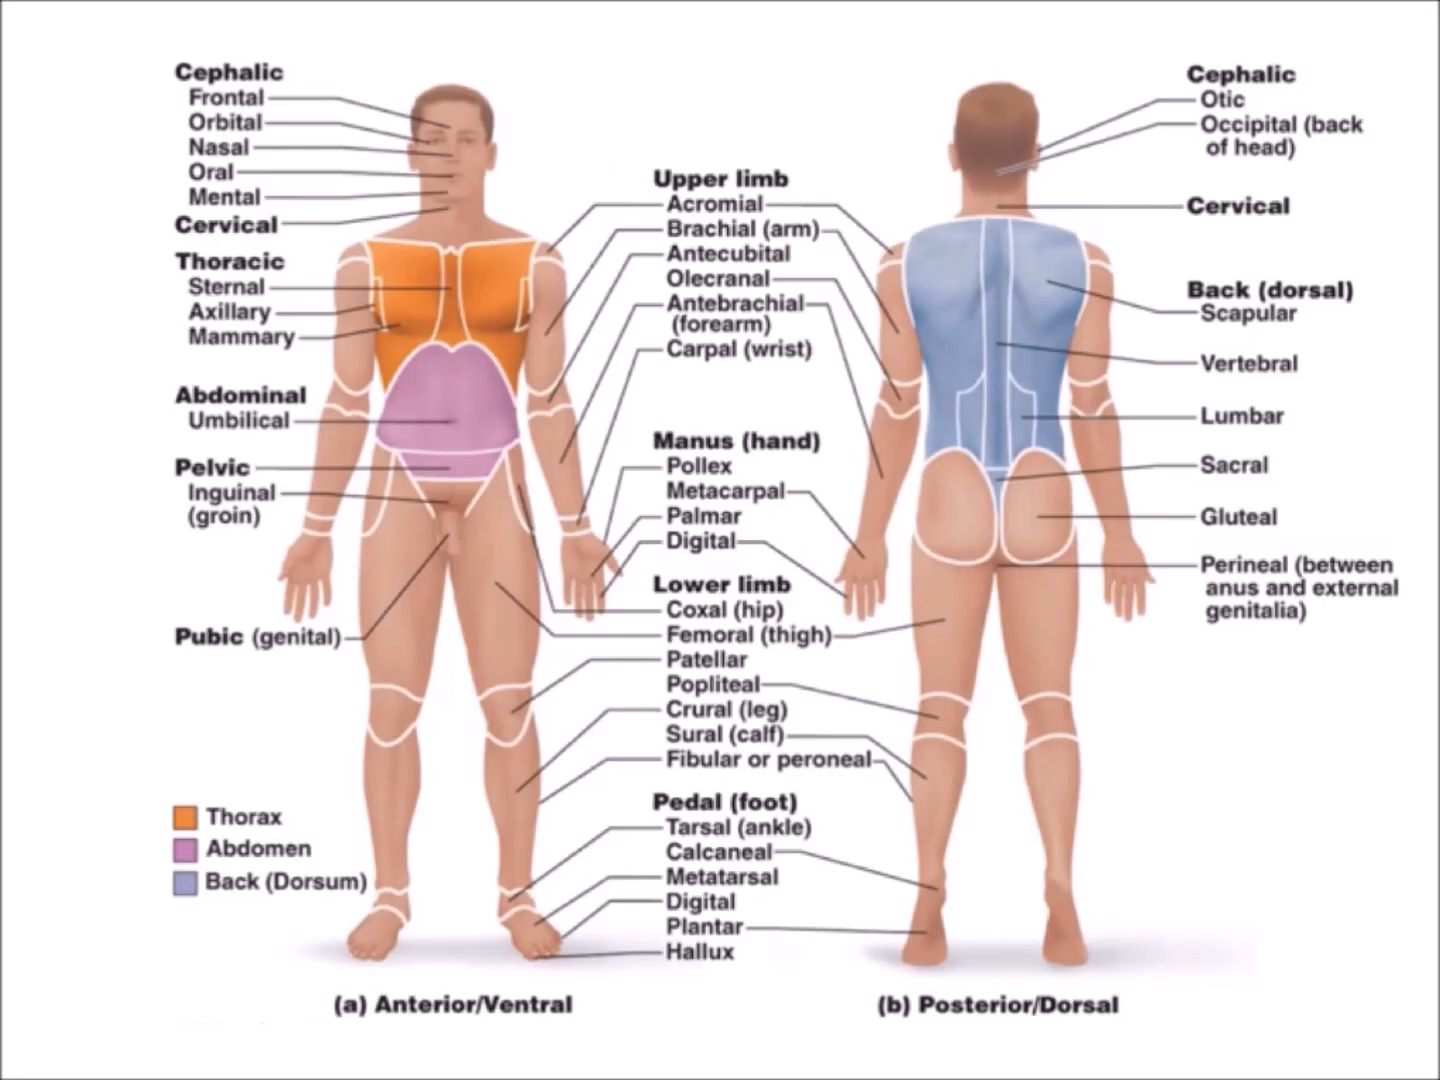 Cephalic
Frontal
Orbital
Nasal
Oral
Mental
Cervical
Thoracic
Sternal
Axillary
Mammary
Abdominal
Umbilical
Pelvic
Inguinal
(groin)
Pubic (genital)
Thorax
Abdomen
Back (Dorsum)
Upper limb
Acromial
Brachial (arm)
Antecubital
Olecranal
Antebrachial
(forearm)
Carpal (wrist)
Manus (hand)
Pollex
Metacarpal
Palmar
Digital
Lower limb
Coxal (hip)
Femoral (thigh)
Patellar
Popliteal
Crural (leg)
Sural (calf)
Fibular or peroneal
Pedal (foot)
Tarsal (ankle)
Calcaneal
Metatarsal
Digital
Plantar
Hallux
Cephalic
Otic
Occipital (back
of head)
Cervical
Back (dorsal)
Scapular
Vertebral
Lumbar
Sacral
Gluteal
Perineal (between
anus and external
genitalia)
(a) Anterior/Ventral
(b) Posterior/Dorsal